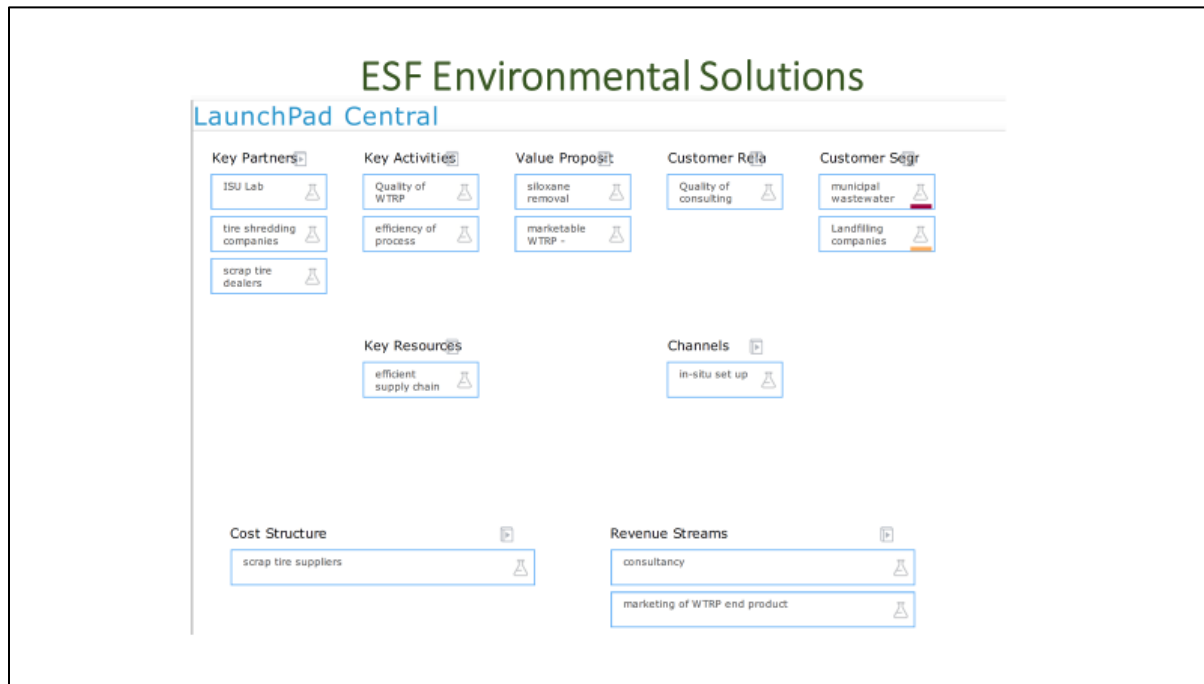 ESF Environmental Solutions
LaunchPad Central
Key Partners
ISU Lab
tire shredding
companies
scrap tire
dealers
Key Activities
Quality of
WTRP
efficiency of
process
Key Resources
efficient
supply chain
Value Proposit
siloxane
removal
marketable
WTRP -
Customer Rela
Quality of
consulting
Channels
in-situ set up
Customer Segr
municipal
wastewater
Landfilling
companies
Cost Structure
scrap tire suppliers
Revenue Streams
consultancy
marketing of WTRP end product